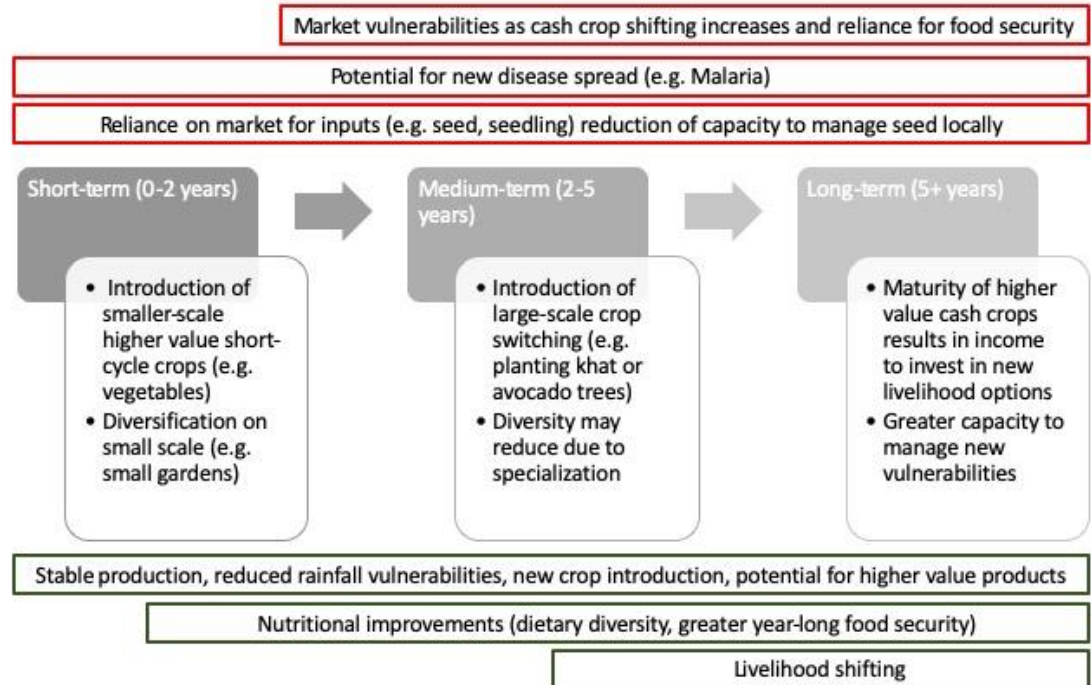 Market vulnerabilities as cash crop shifting increases and reliance for food security
Potential for new disease spread (e.g. Malaria)
Reliance on market for inputs (e.g. seed, seedling) reduction of capacity to manage seed locally
Short-term (0-2 years)
• Introduction of
smaller-scale
higher value short-
cycle crops (e.g.
vegetables)
• Diversification on
small scale (e.g.
small gardens)
Medium-term (2-5
years)
• Introduction of
large-scale crop
switching (e.g.
planting khat or
avocado trees)
• Diversity may
reduce due to
specialization
Long-term (5+ years)
• Maturity of higher
value cash crops
results in income
to invest in new
livelihood options
• Greater capacity to
manage new
vulnerabilities
Stable production, reduced rainfall vulnerabilities, new crop introduction, potential for higher value products
Nutritional improvements (dietary diversity, greater year-long food security)
Livelihood shifting